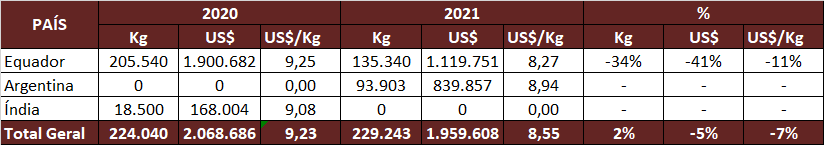 PAÍS 2020 2021 %
Kg US$ US$/Kg Kg US$ US$/Kg Kg US$ US$/Kg
Equador 205.540 1.900.682 9,25 135.340 1.119.751 8,27 -34% -41% -11%
Argentina 0 0 0,00 93.903 839.857 8,94 - - -
Índia 18.500 168.004 9,08 0 0 0,00 - - -
Total Geral 224.040 2.068.686 9,23 229.243 1.959.608 8,55 2% -5% -7%